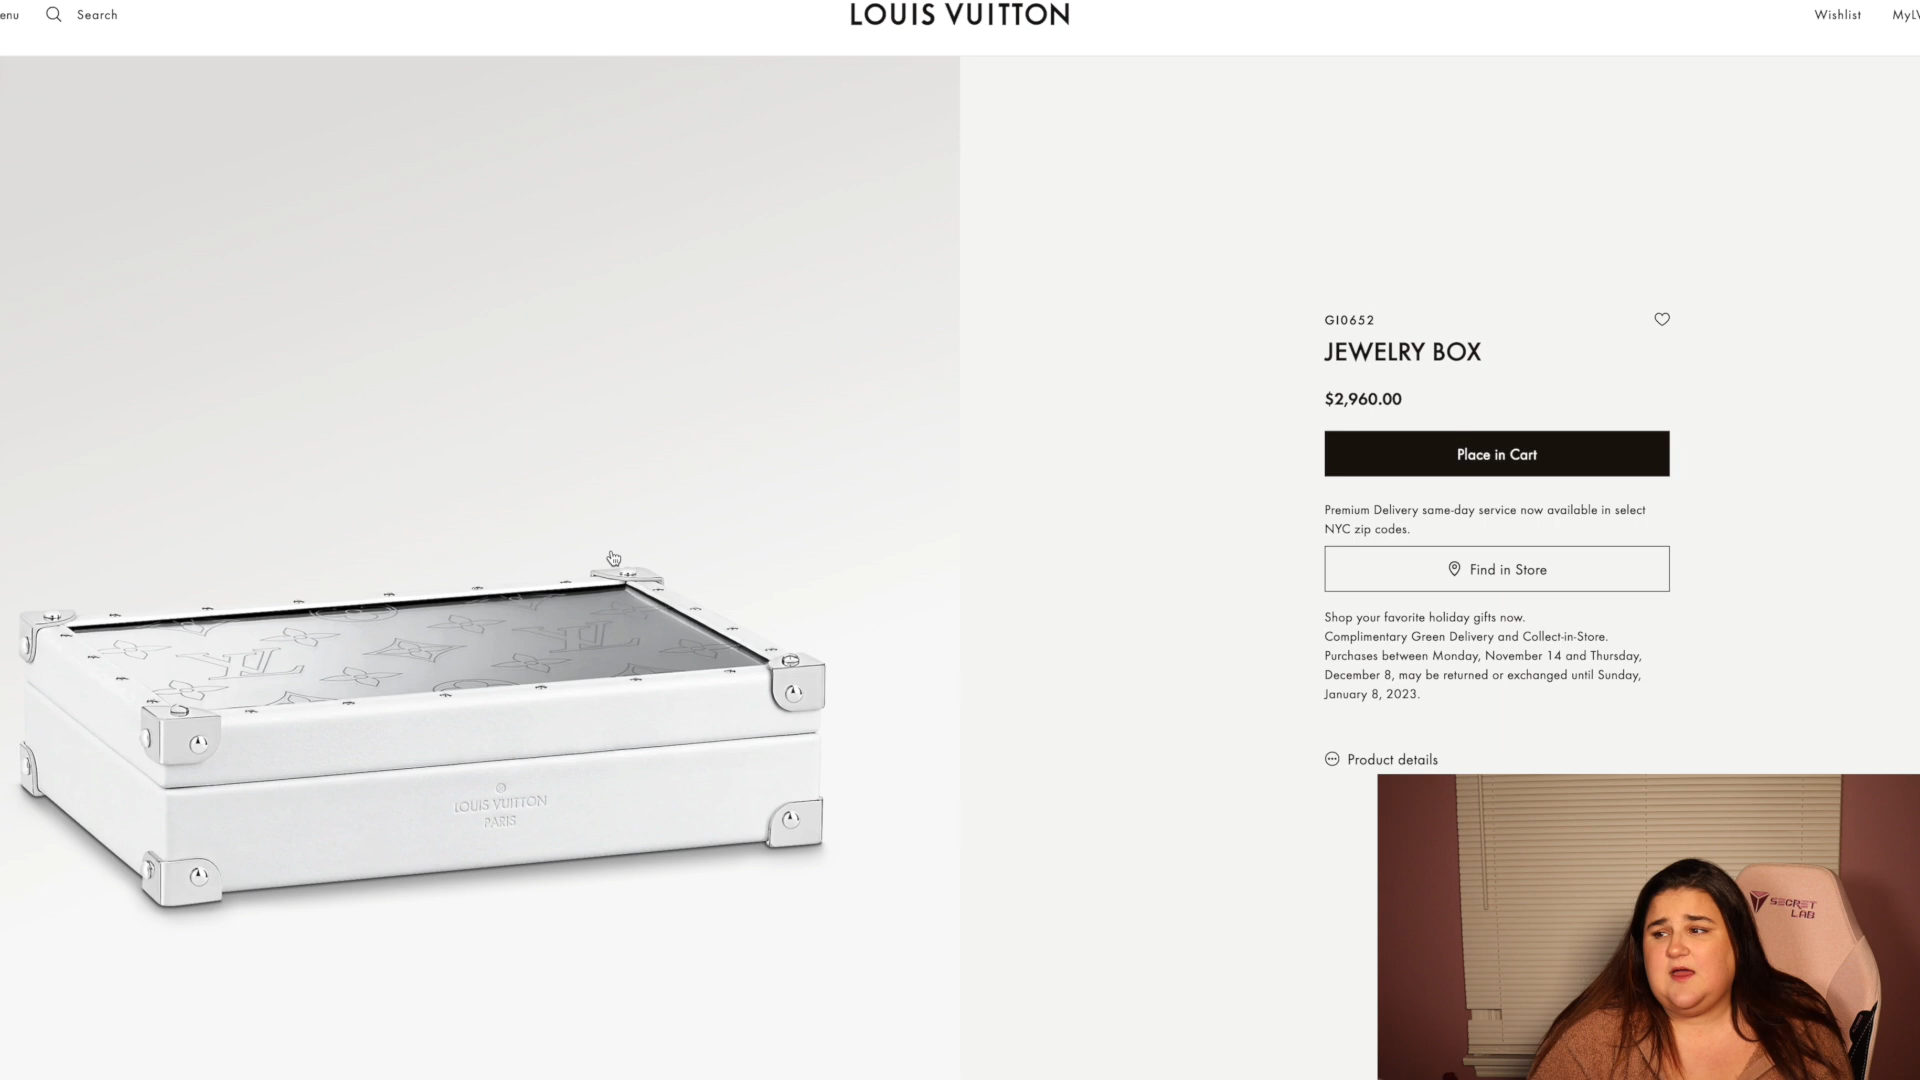 enu
Search
LOUIS VUITTON
Wishlist
MyLV
GI0652
JEWELRY BOX
$2,960.00
Place in Cart
Premium Delivery same-day service now available in select
NYC zip codes.
Find in Store
Shop your favorite holiday gifts now.
Complimentary Green Delivery and Collect-in-Store.
Purchases between Monday, November 14 and Thursday,
December 8, may be returned or exchanged until Sunday,
January 8, 2023.
Product details
LV
LV
LOUIS VUITTON
PARIS
SECRET
LAB